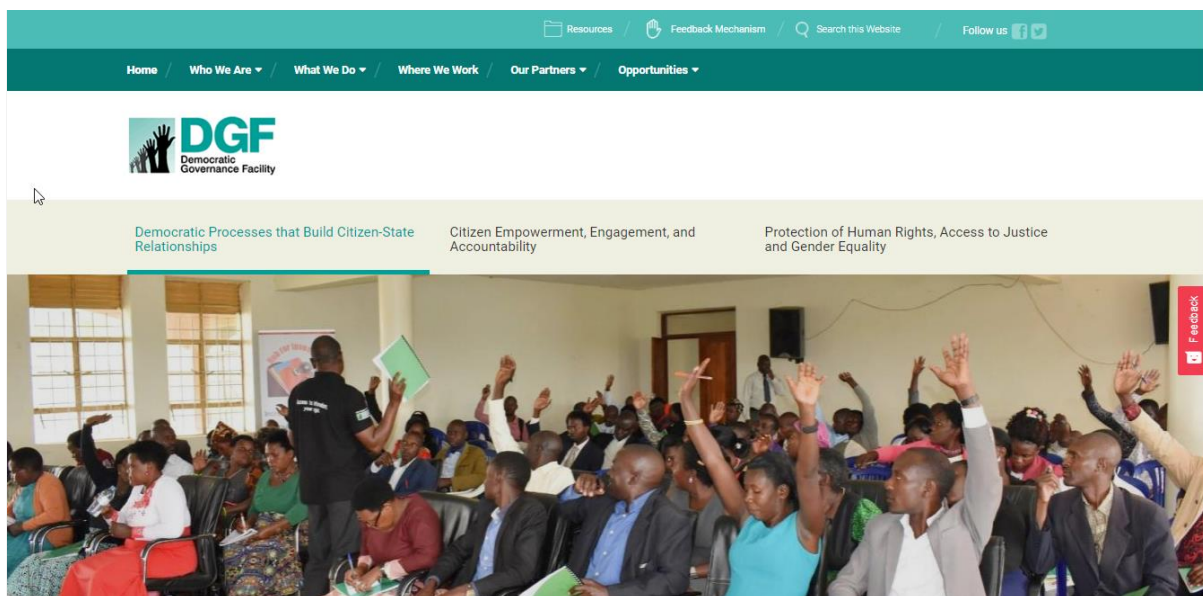 Resources / Feedback Mechanism / Search this Website / Follow us
Home / Who We Are / What We Do / Where We Work / Our Partners / Opportunities
DGF
Democratic
Governance Facility
Democratic Processes that Build Citizen-State
Relationships
Citizen Empowerment, Engagement, and
Accountability
Protection of Human Rights, Access to Justice
and Gender Equality
Feedback